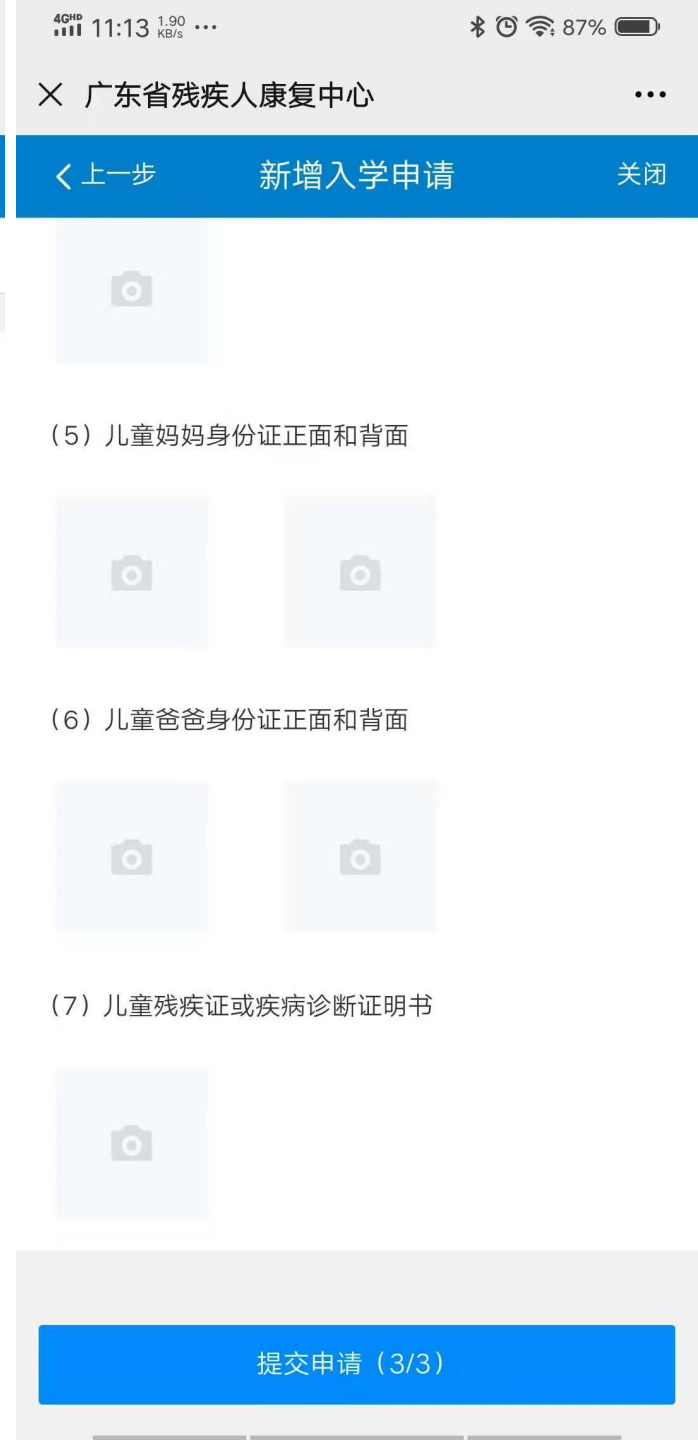 4GHD 11:13 1.90 KB/s ··· 87%
广东省残疾人康复中心
上一步 新增入学申请 关闭
（5）儿童妈妈身份证正面和背面
（6）儿童爸爸身份证正面和背面
（7）儿童残疾证或疾病诊断证明书
提交申请（3/3）